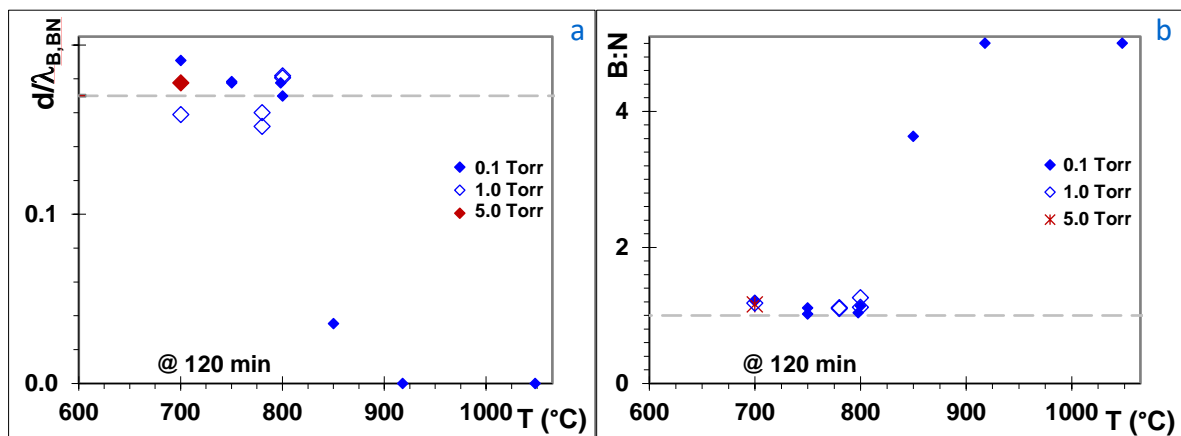 a
d/λB,BN
0.1
0.0
0.1 Torr
1.0 Torr
5.0 Torr
@ 120 min
600 700 800 900 1000 T (°C)
b
B:N
4
2
0
0.1 Torr
1.0 Torr
5.0 Torr
@ 120 min
600 700 800 900 1000 T (°C)